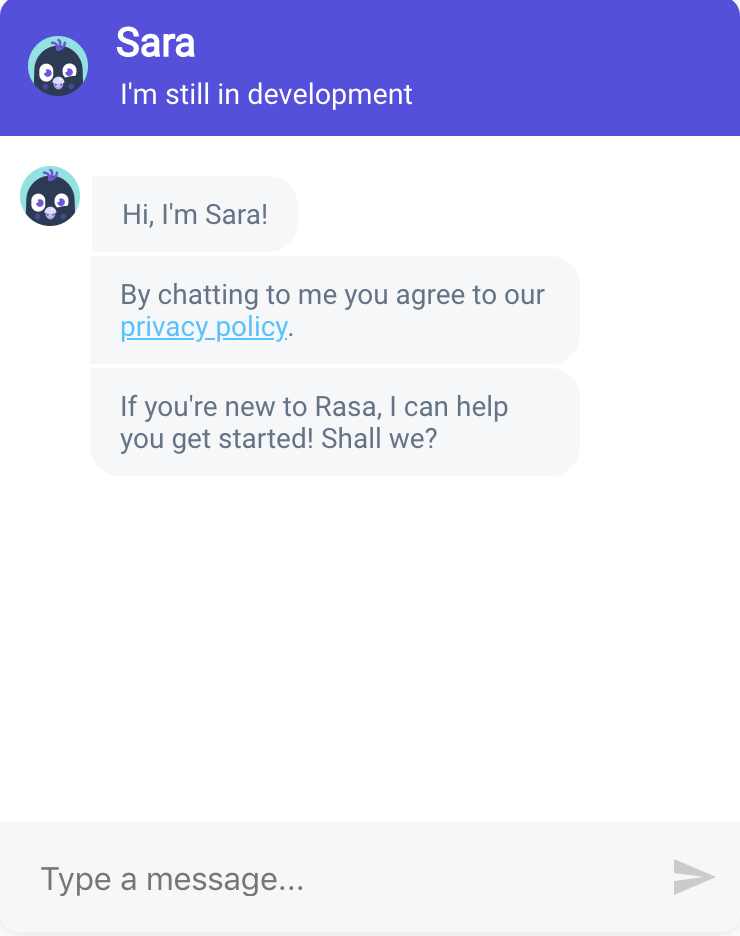 Sara
I'm still in development
Hi, I'm Sara!
By chatting to me you agree to our
privacy policy.
If you're new to Rasa, I can help
you get started! Shall we?
Type a message...